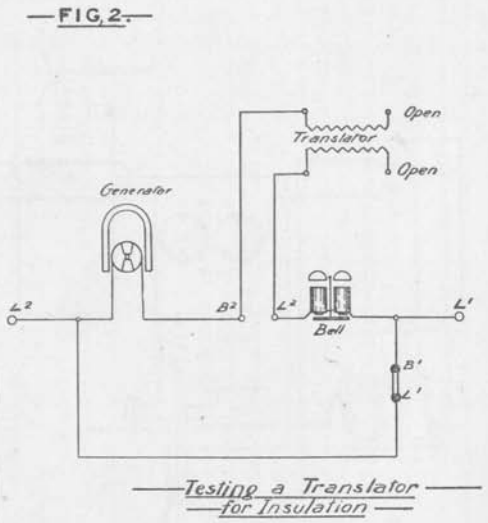 FIG, 2.
Open
Translator
Open
Generator
L²
B²
L²
Bell
L'
B'
L'
Testing a Translator
for Insulation